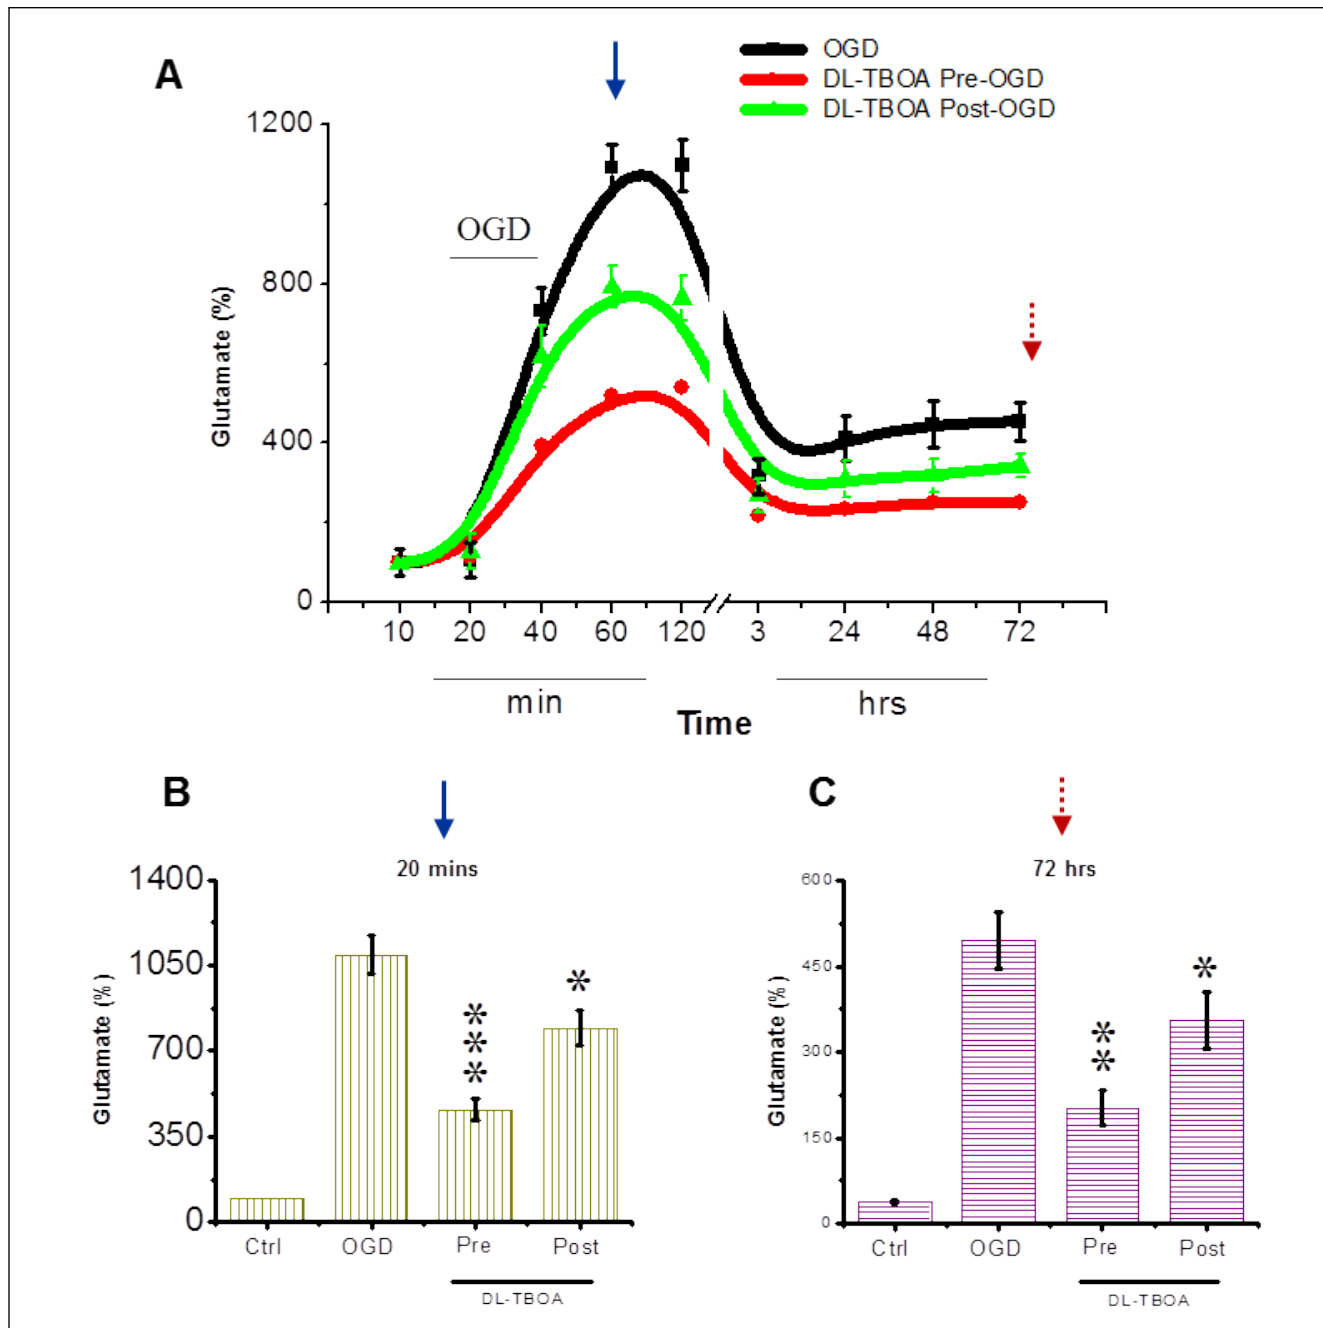 A
OGD
DL-TBOA Pre-OGD
DL-TBOA Post-OGD
1200
800
400
0
Glutamate (%)
OGD
10 20 40 60 120 3 24 48 72
min hrs
Time
B
20 mins
1400
1050
700
350
0
Glutamate (%)
***
*
Ctrl OGD Pre Post
DL-TBOA
C
72 hrs
600
450
300
150
0
Glutamate (%)
**
*
Ctrl OGD Pre Post
DL-TBOA